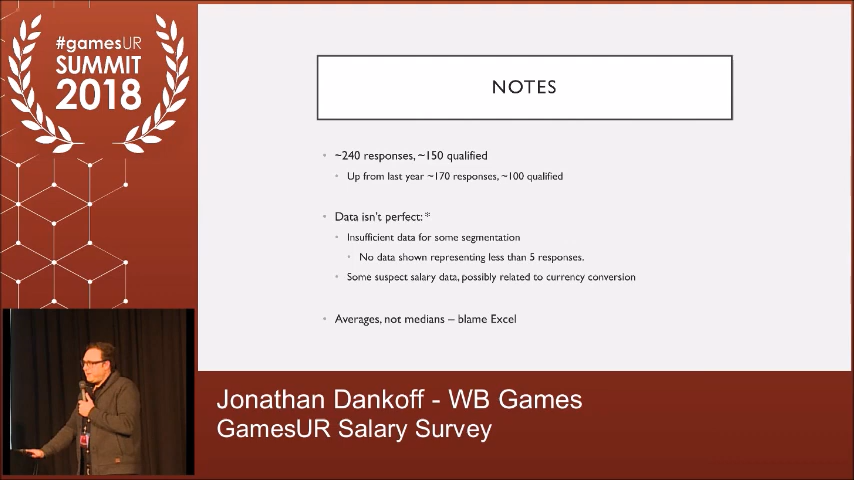 #gamesUR
SUMMIT
2018
NOTES
~240 responses, ~150 qualified
Up from last year ~170 responses, ~100 qualified
Data isn't perfect: *
Insufficient data for some segmentation
No data shown representing less than 5 responses.
Some suspect salary data, possibly related to currency conversion
Averages, not medians – blame Excel
Jonathan Dankoff - WB Games
GamesUR Salary Survey